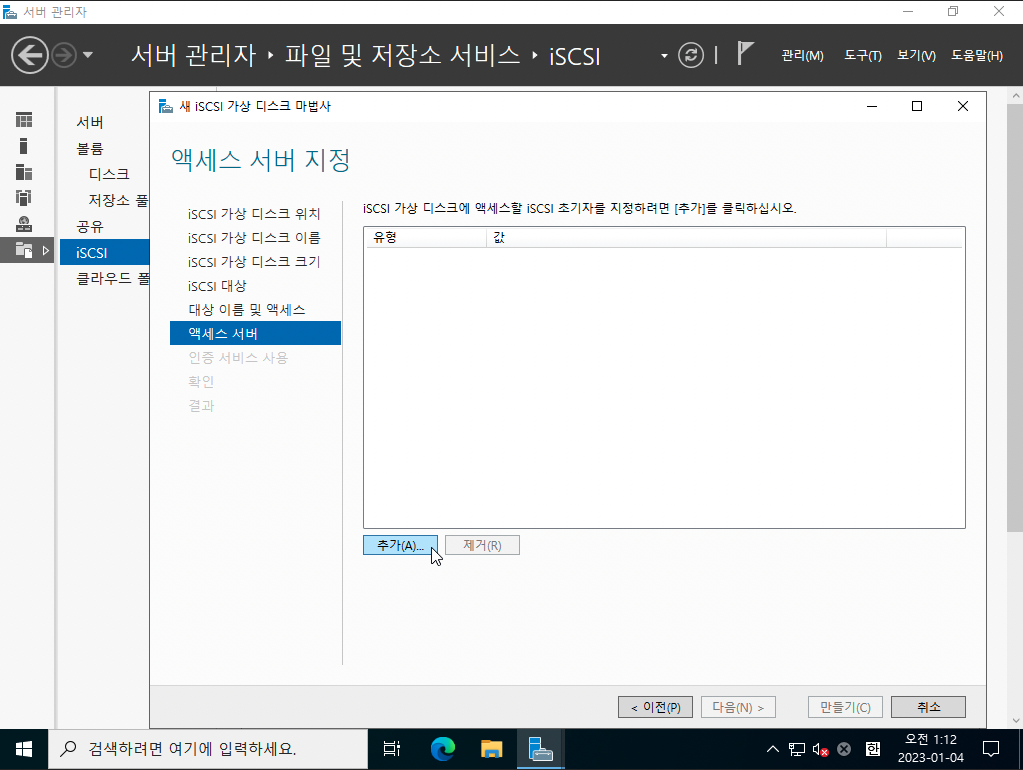 서버 관리자
서버 관리자 ‣ 파일 및 저장소 서비스 ‣ iSCSI
관리(M) 도구(T) 보기(V) 도움말(H)
서버
볼륨
디스크
저장소 풀
공유
iSCSI
클라우드 폴
새 iSCSI 가상 디스크 마법사
액세스 서버 지정
iSCSI 가상 디스크 위치
iSCSI 가상 디스크 이름
iSCSI 가상 디스크 크기
iSCSI 대상
대상 이름 및 액세스
액세스 서버
인증 서비스 사용
확인
결과
iSCSI 가상 디스크에 액세스할 iSCSI 초기자를 지정하려면 [추가]를 클릭하십시오.
유형 값
추가(A)... 제거(R)
< 이전(P) 다음(N) > 만들기(C) 취소
검색하려면 여기에 입력하세요.
한
오전 1:12
2023-01-04